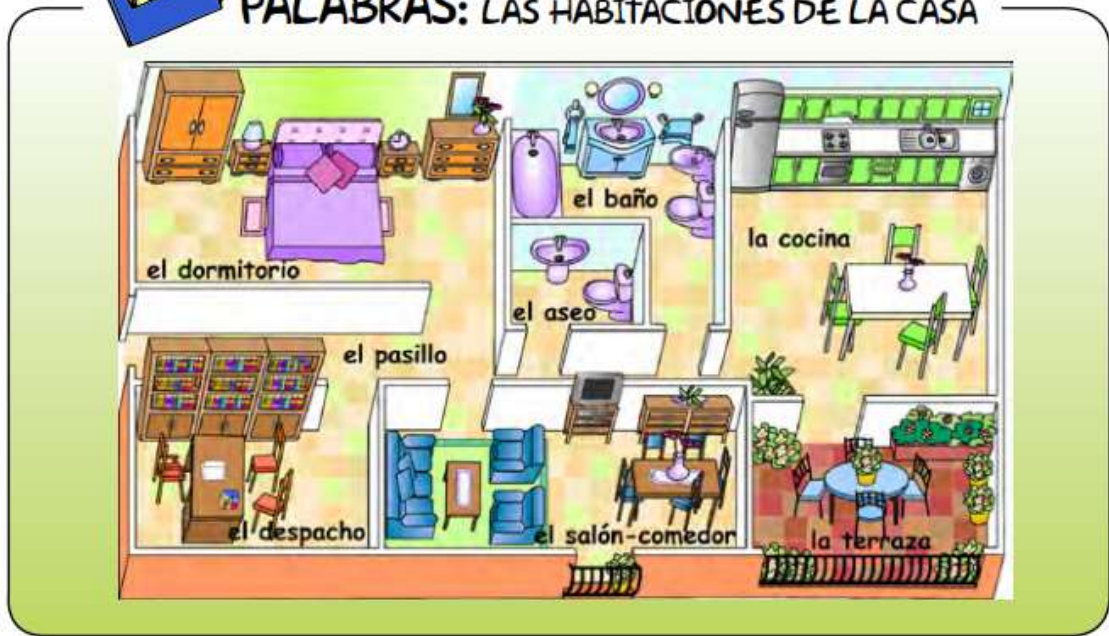 PALABRAS: LAS HABITACIONES DE LA CASA
el baño
la cocina
el dormitorio
el aseo
el pasillo
el despacho
el salón-comedor
la terraza